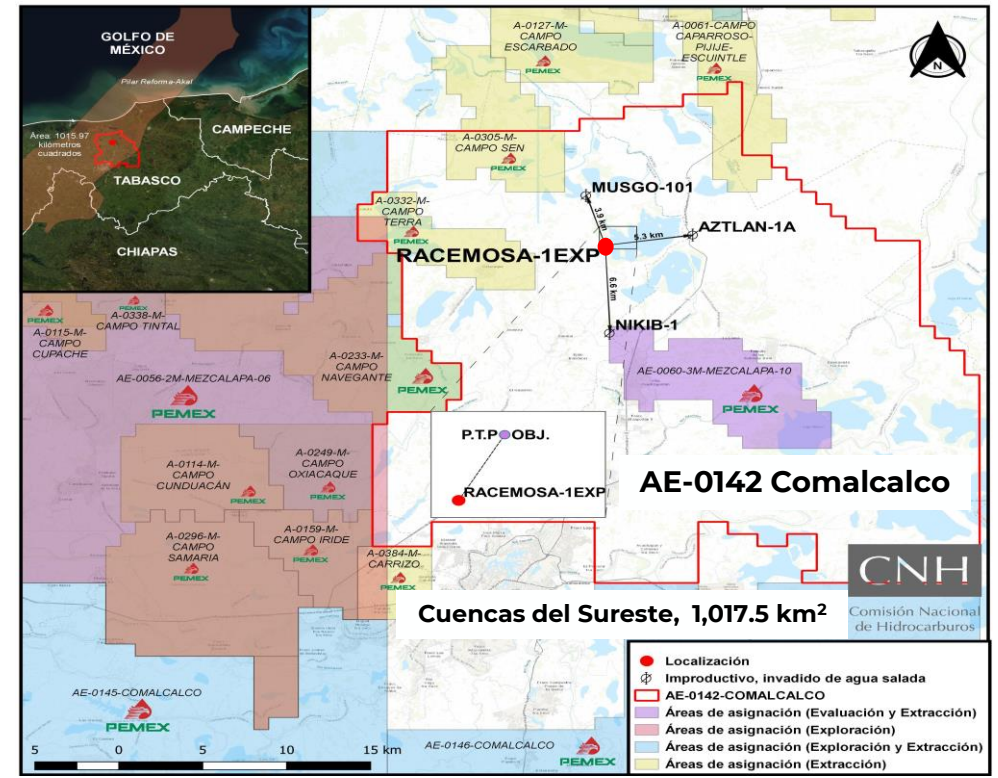 GOLFO DE
MÉXICO
Pilar Reforma-Akal
Área: 1015.97
kilómetros
cuadrados
CAMPECHE
TABASCO
CHIAPAS
A-0127-M-
CAMPO
ESCARBADO
PEMEX
A-0061-CAMPO
CAPARROSO-
PIJIJE-
ESCUINTLE
PEMEX
N
A-0305-M-
CAMPO SEN
PEMEX
A-0332-M-
CAMPO
TERRA
PEMEX
MUSGO-101
3.9 km
AZTLAN-1A
5.3 km
RACEMOSA-1EXP
6.6 km
NIKIB-1
PEMEX
A-0115-M-
CAMPO
CUPACHE
PEMEX
A-0338-M-
CAMPO TINTAL
A-0233-M-
CAMPO
NAVEGANTE
PEMEX
AE-0056-2M-MEZCALAPA-06
PEMEX
AE-0060-3M-MEZCALAPA-10
PEMEX
P.T.P OBJ.
RACEMOSA-1EXP
A-0114-M-
CAMPO
CUNDUACÁN
PEMEX
A-0249-M-
CAMPO
OXIACAQUE
PEMEX
AE-0142 Comalcalco
A-0296-M-
CAMPO
SAMARIA
PEMEX
A-0159-M-
CAMPO IRIDE
PEMEX
A-0384-M-
CARRIZO
PEMEX
CNH
Comisión Nacional
de Hidrocarburos
Cuencas del Sureste, 1,017.5 km²
AE-0145-COMALCALCO
PEMEX
AE-0146-COMALCALCO
PEMEX
5 0 5 10 15 km
Localización
Improductivo, invadido de agua salada
AE-0142-COMALCALCO
Áreas de asignación (Evaluación y Extracción)
Áreas de asignación (Exploración)
Áreas de asignación (Exploración y Extracción)
Áreas de asignación (Extracción)